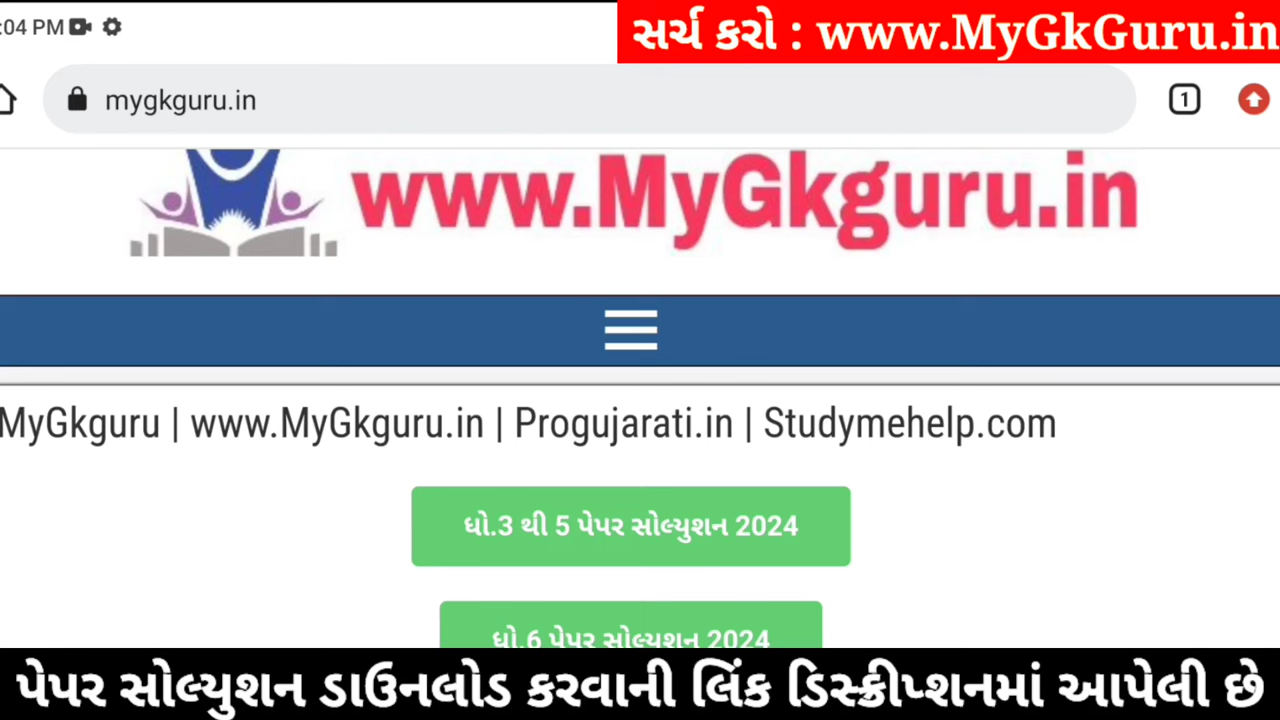 :04 PM
સર્ચ કરો : www.MyGkGuru.in
mygkguru.in
1
www.MyGkguru.in
MyGkguru | www.MyGkguru.in | Progujarati.in | Studymehelp.com
ધો.3 થી 5 પેપર સોલ્યુશન 2024
ધો.6 પેપર સોલ્યુશન 2024
પેપર સોલ્યુશન ડાઉનલોડ કરવાની લિંક ડિસ્ક્રીપ્શનમાં આપેલી છે